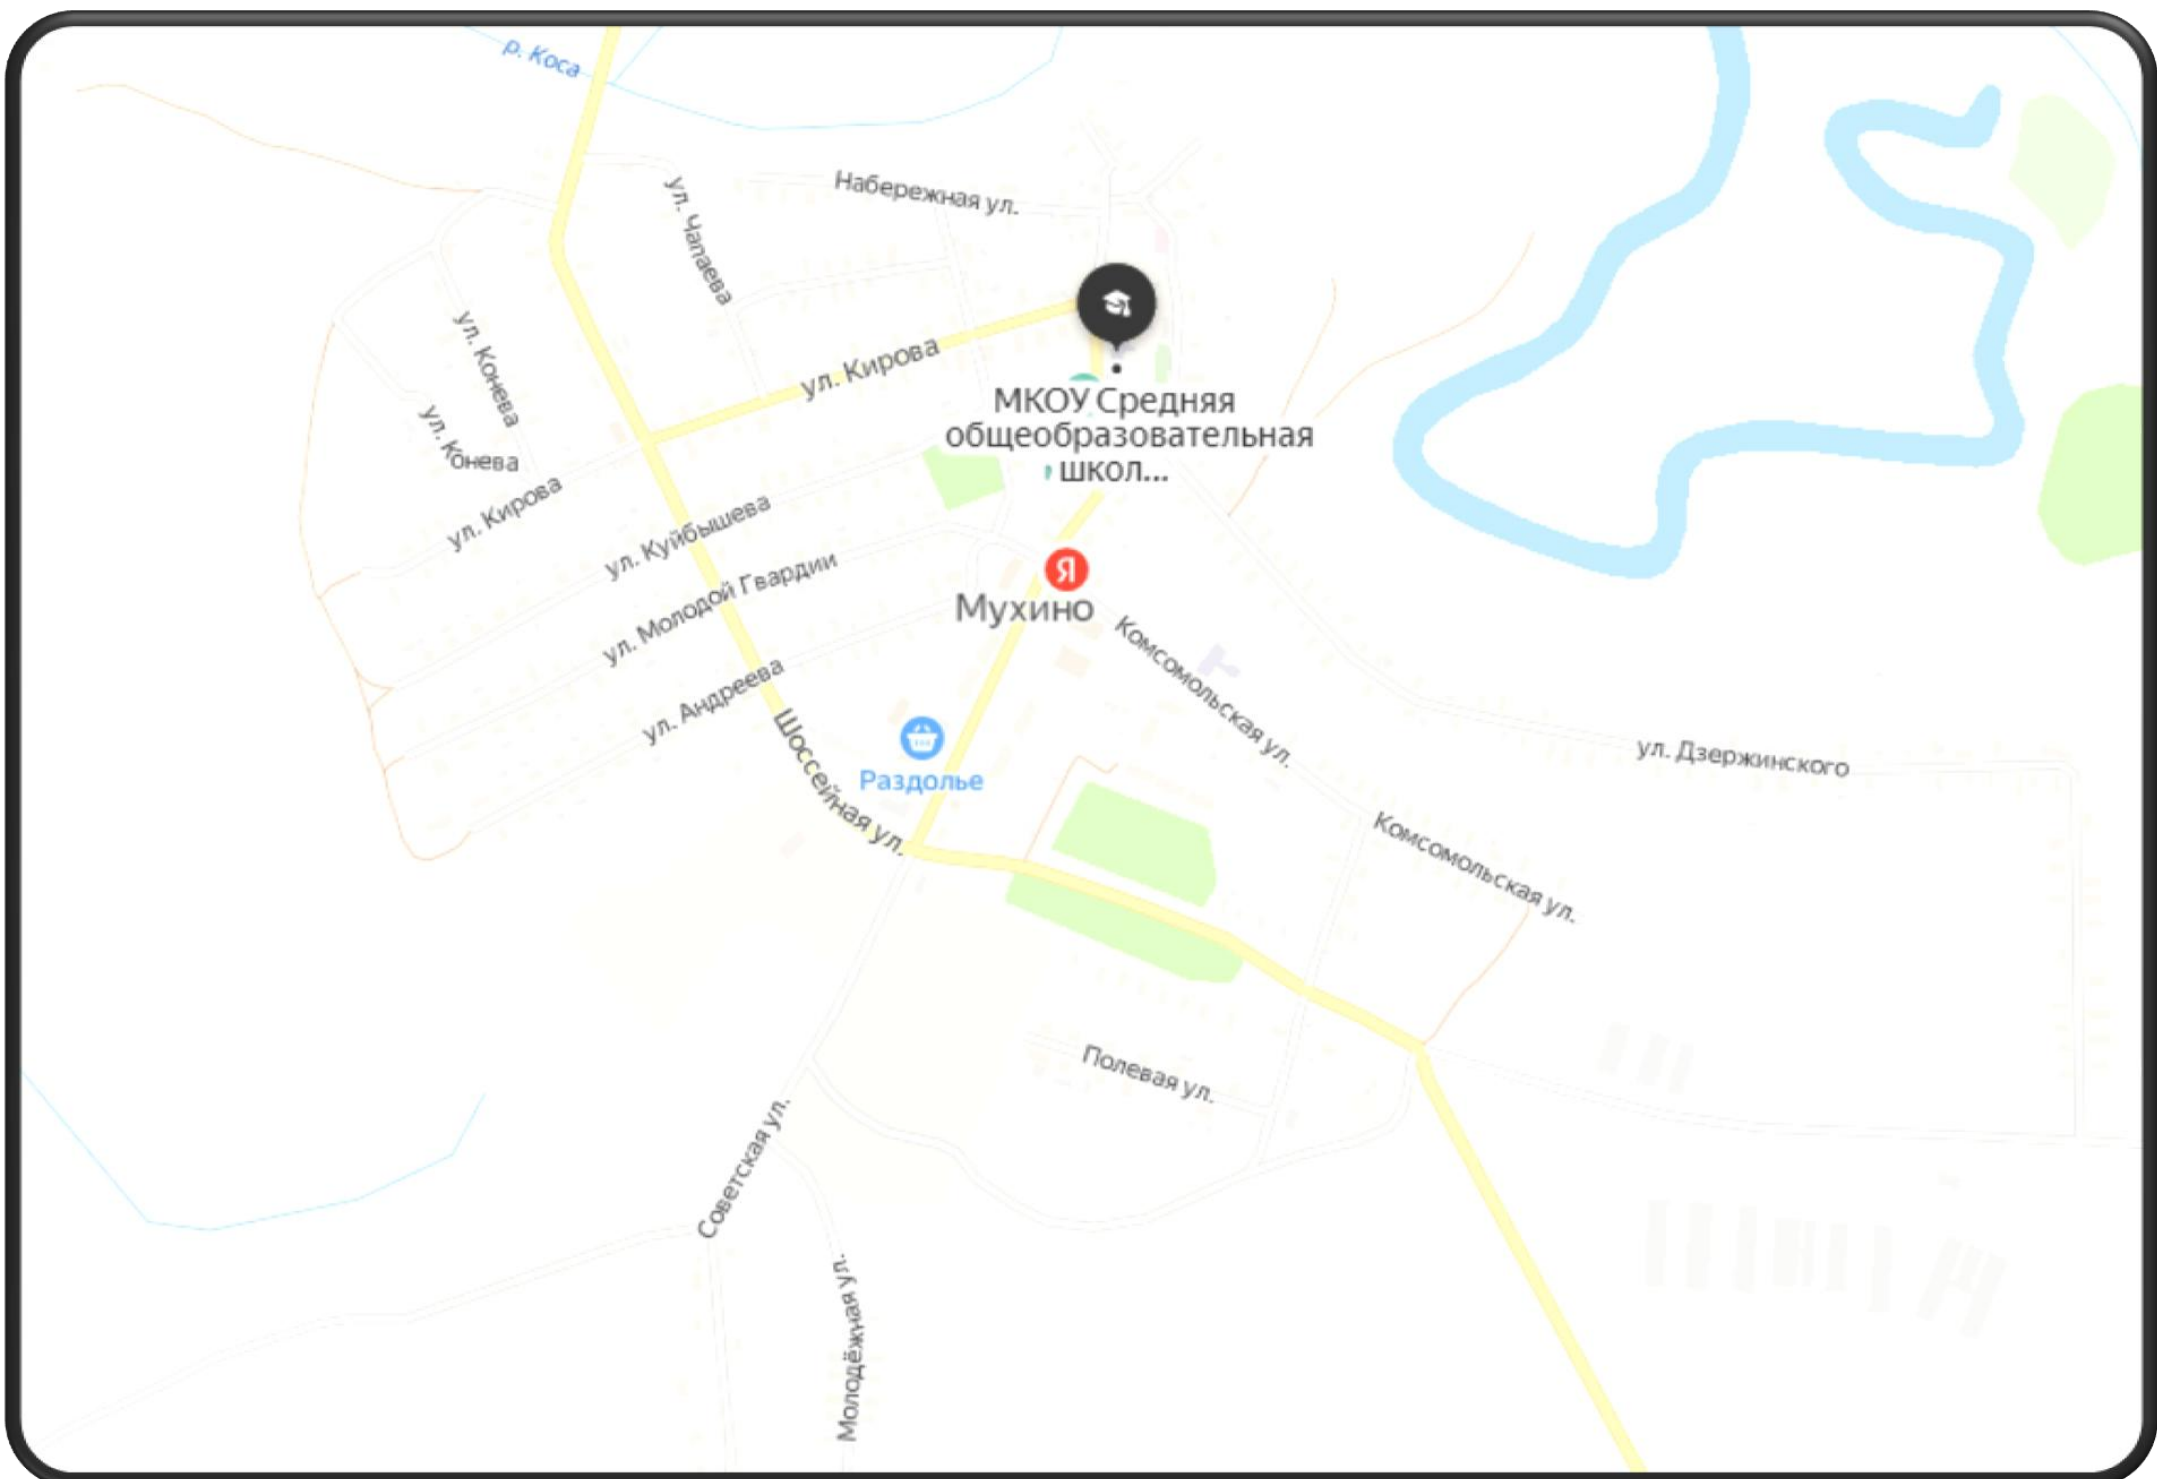 р. Коса
Набережная ул.
ул. Чапаева
ул. Конева
ул. Кирова
МКОУ Средняя
общеобразовательная
школ...
ул. Конева
ул. Кирова
ул. Куйбышева
ул. Молодой Гвардии
Я
Мухино
Комсомольская ул.
ул. Андреева
Шоссейная ул.
Раздолье
ул. Дзержинского
Комсомольская ул.
Полевая ул.
Советская ул.
Молодёжная ул.